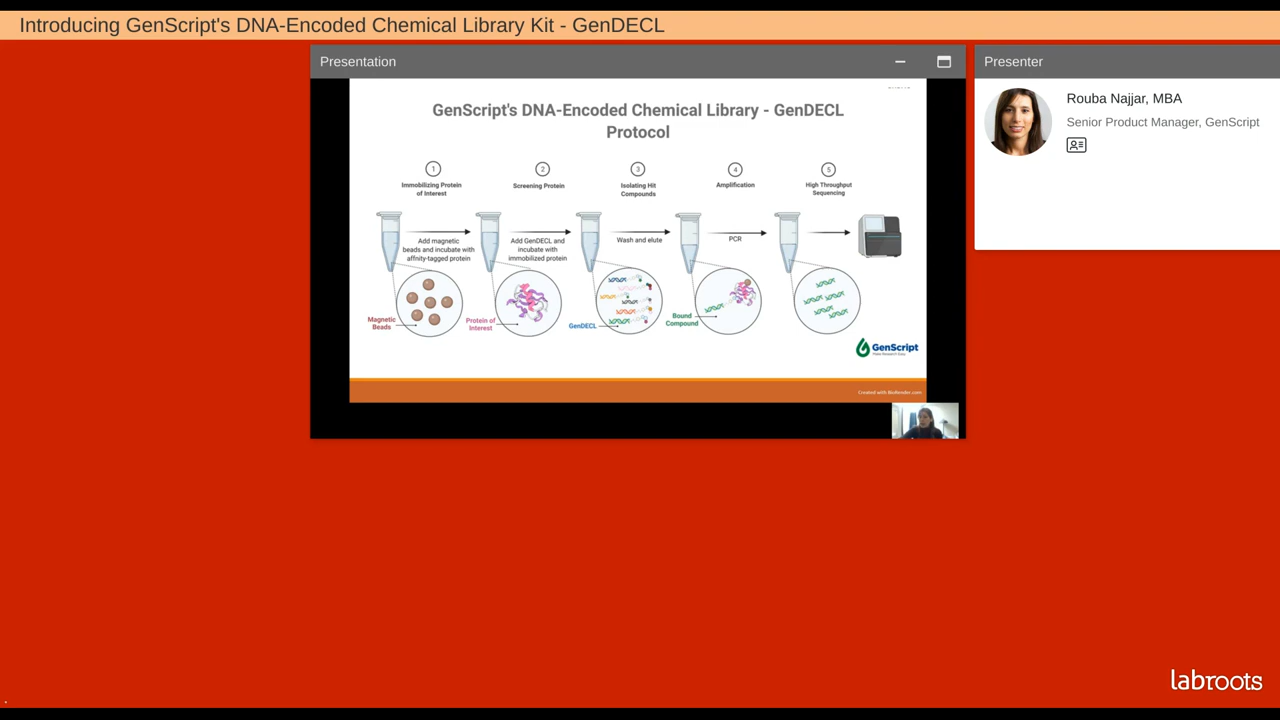 Introducing GenScript's DNA-Encoded Chemical Library Kit - GenDECL
Presentation
GenScript's DNA-Encoded Chemical Library - GenDECL
Protocol
1
Immobilizing Protein
of Interest
2
Screening Protein
3
Isolating Hit
Compounds
4
Amplification
5
High Throughput
Sequencing
Add magnetic
beads and incubate with
affinity-tagged protein
Add GenDECL and
incubate with
immobilized protein
Wash and elute
PCR
Magnetic
Beads
Protein of
Interest
GenDECL
Bound
Compound
GenScript
Make Research Easy
Created with BioRender.com
Presenter
Rouba Najjar, MBA
Senior Product Manager, GenScript
labroots